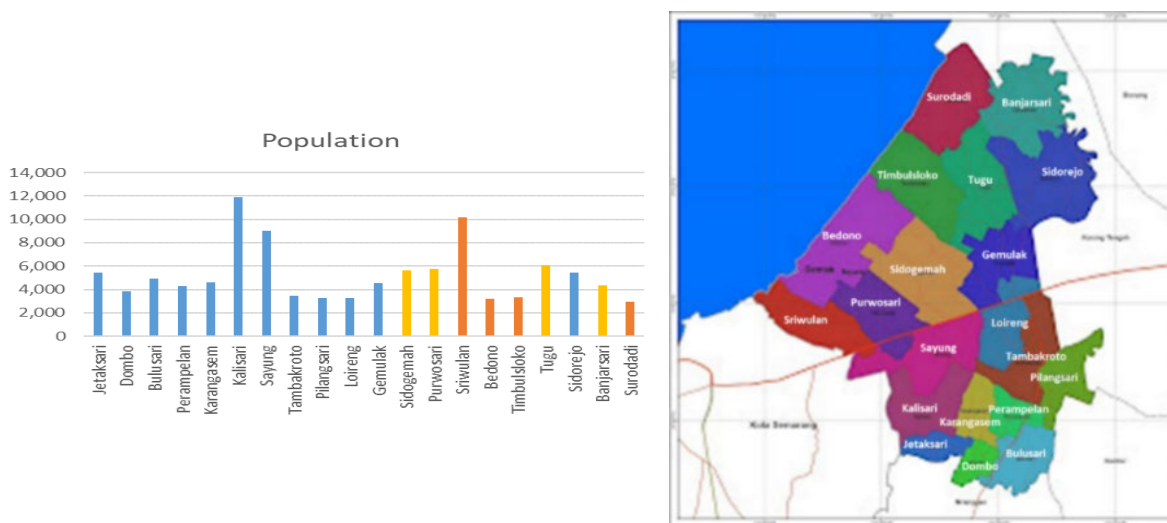 Population
14,000
12,000
10,000
8,000
6,000
4,000
2,000
0
Jetaksari
Dombo
Bulusari
Perampelan
Karangasem
Kalisari
Sayung
Tambakroto
Pilangsari
Loireng
Gemulak
Sidogemah
Purwosari
Sriwulan
Bedono
Timbulsloko
Tugu
Sidorejo
Banjarsari
Surodadi
Surodadi
Banjarsari
Timbulsloko
Tugu
Sidorejo
Bedono
Gemulak
Sidogemah
Purwosari
Sriwulan
Loireng
Sayung
Tambakroto
Pilangsari
Kalisari
Perampelan
Karangasem
Kota Semarang
Jetaksari
Bulusari
Dombo